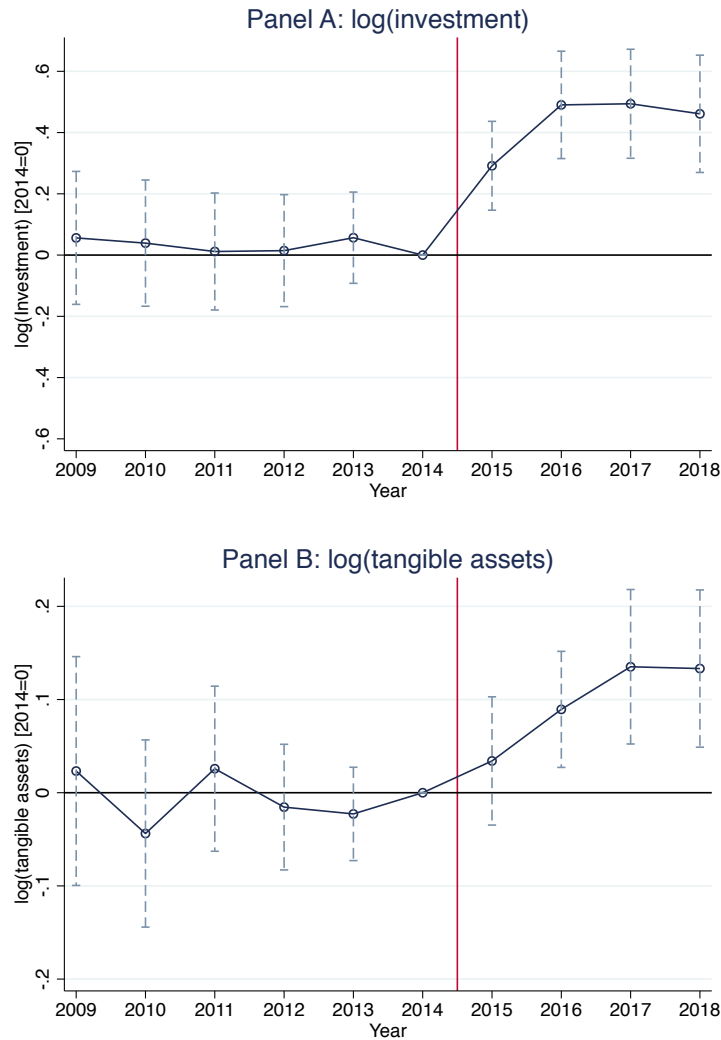 Panel A: log(investment)
log(Investment) [2014=0]
.6
.4
.2
0
-.2
-.4
-.6
2009 2010 2011 2012 2013 2014 2015 2016 2017 2018
Year
Panel B: log(tangible assets)
log(tangible assets) [2014=0]
.2
.1
0
-.1
-.2
2009 2010 2011 2012 2013 2014 2015 2016 2017 2018
Year